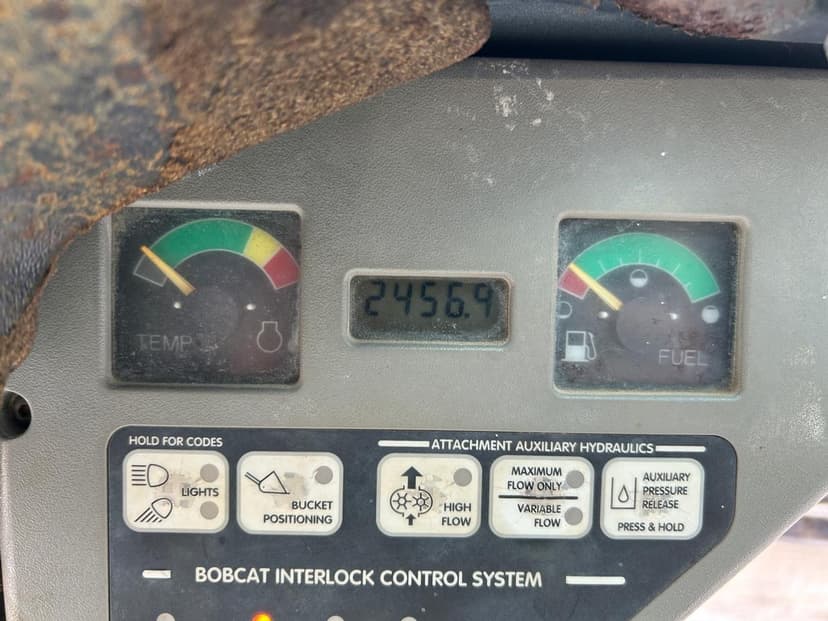 2456.9
TEMP
FUEL
HOLD FOR CODES
ATTACHMENT AUXILIARY HYDRAULICS
LIGHTS
BUCKET
POSITIONING
HIGH
FLOW
MAXIMUM
FLOW ONLY
VARIABLE
FLOW
AUXILIARY
PRESSURE
RELEASE
PRESS & HOLD
BOBCAT INTERLOCK CONTROL SYSTEM